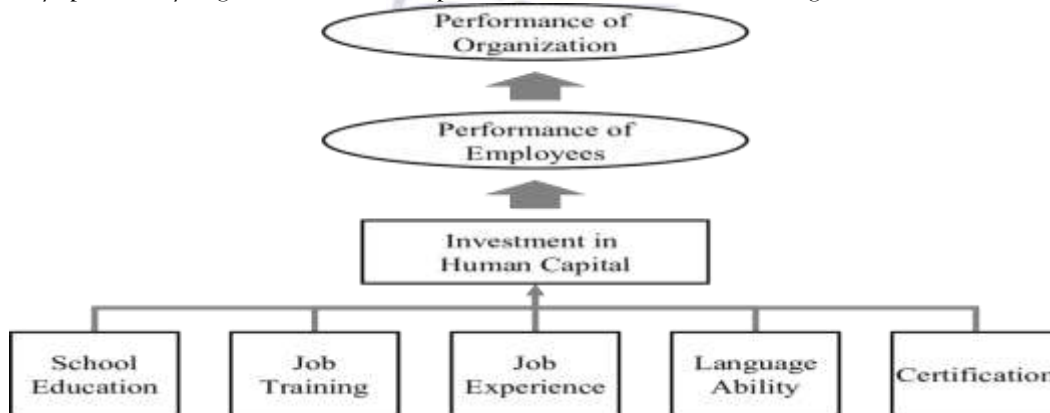 Performance of
Organization
Performance of
Employees
Investment in
Human Capital
School
Education
Job
Training
Job
Experience
Language
Ability
Certification